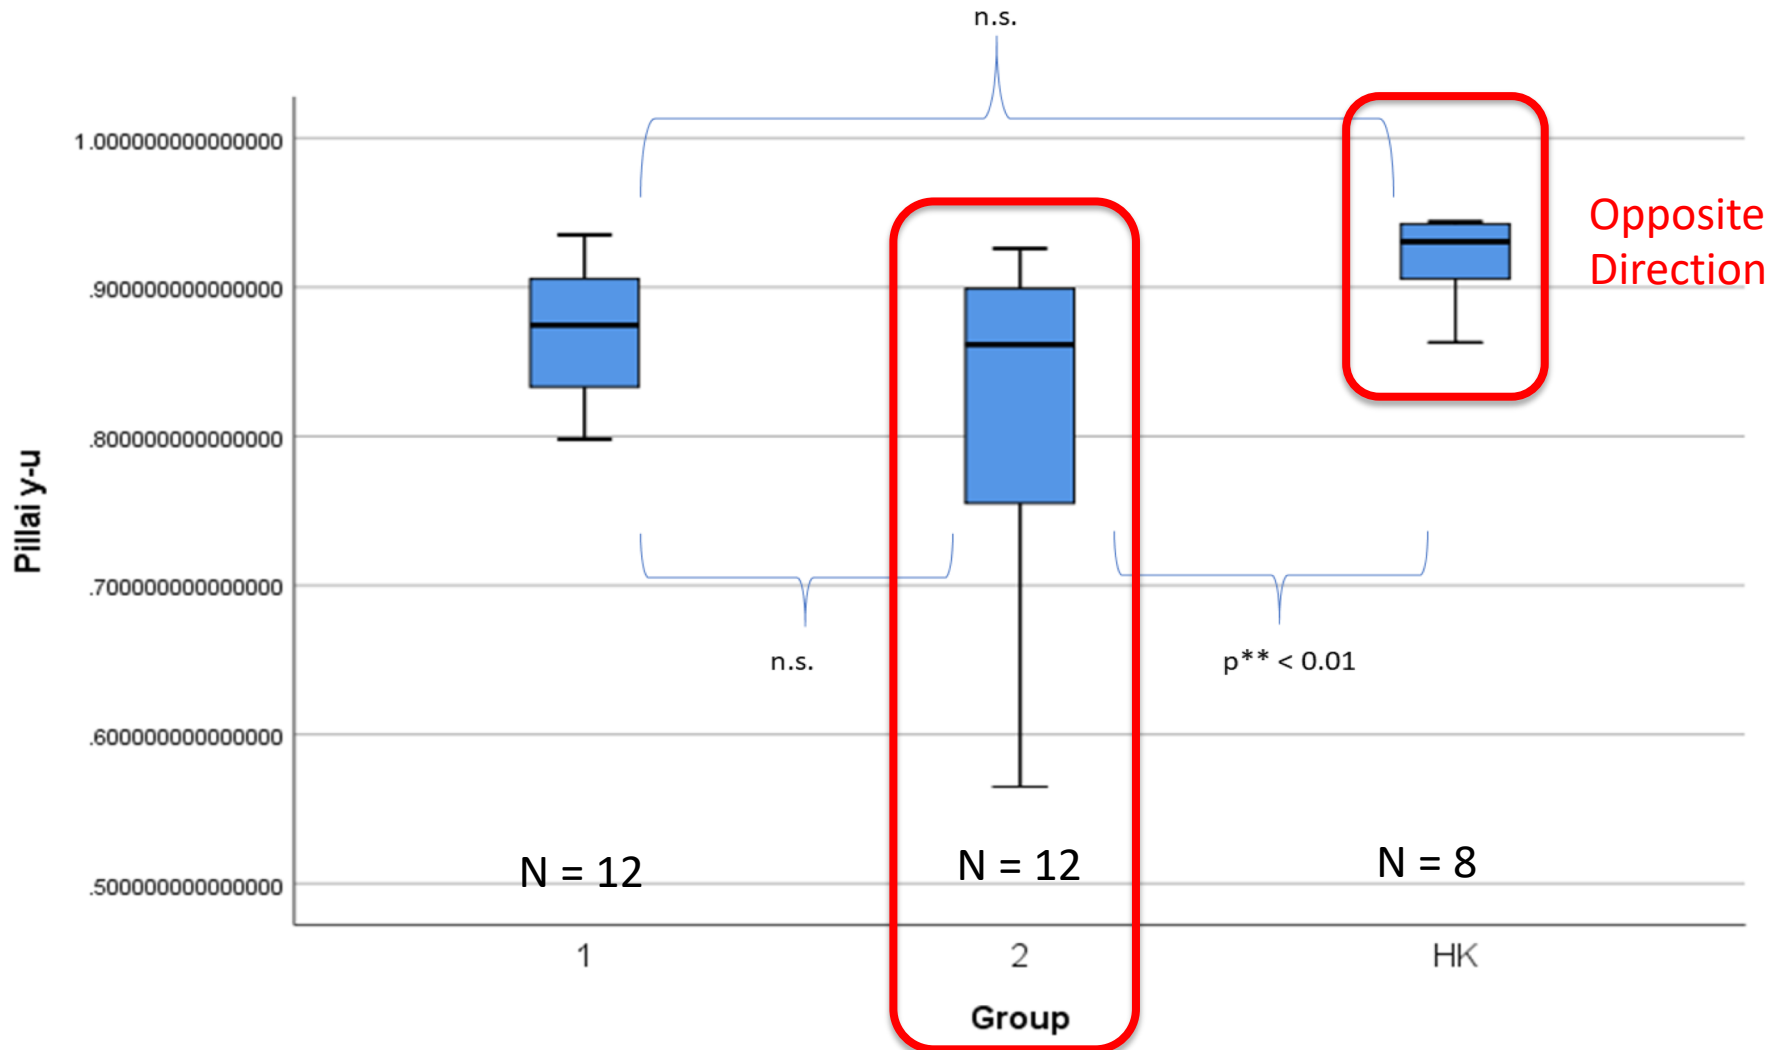 n.s.
1.000000000000000
.900000000000000
.800000000000000
.700000000000000
.600000000000000
.500000000000000
Pillai y-u
Opposite
Direction
n.s.
p** < 0.01
N = 12
N = 12
N = 8
1
2
HK
Group